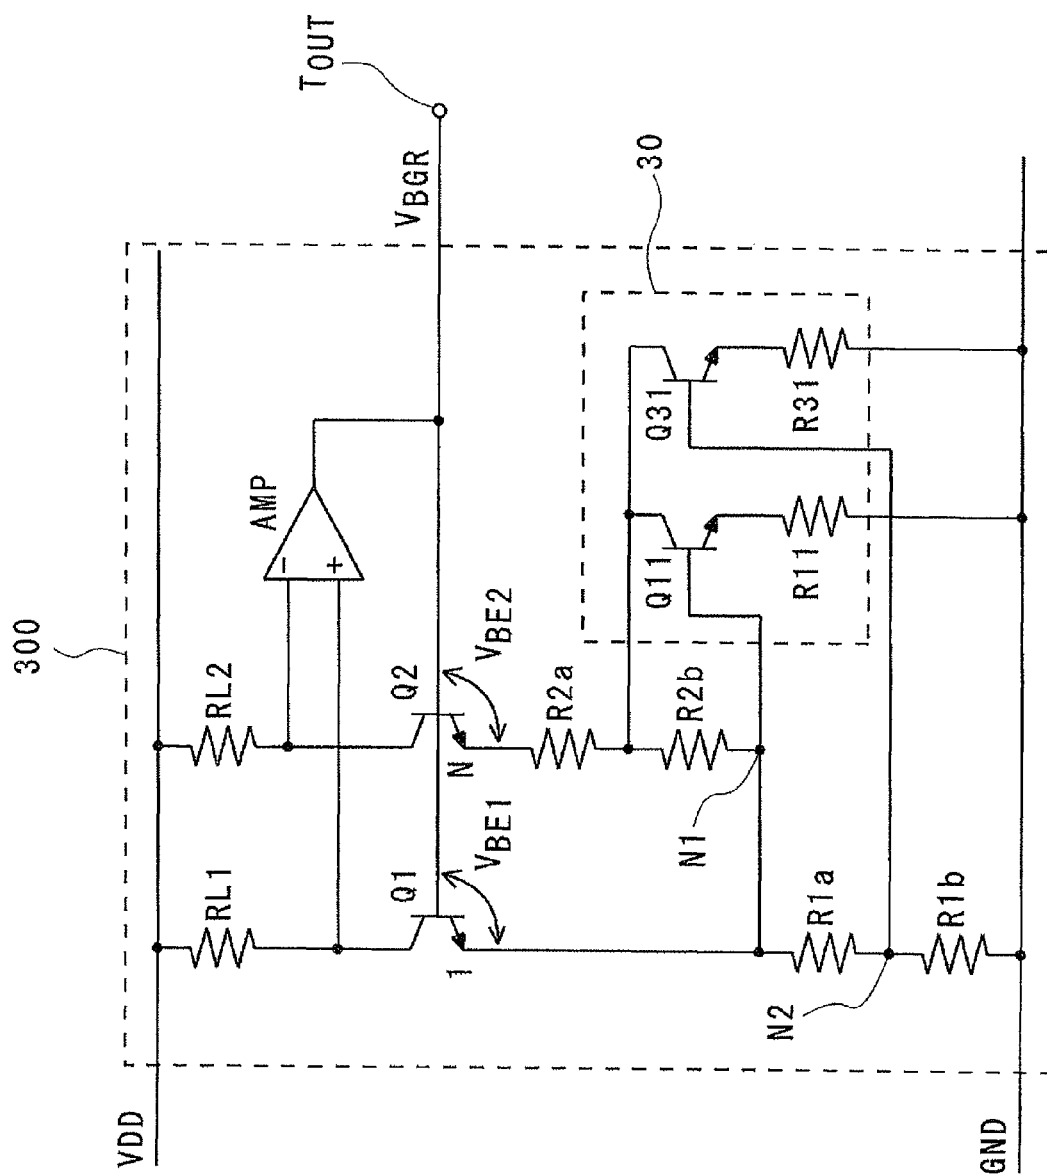 300
VDD
RL1
RL2
AMP
-
+
TOUT
VBGR
Q1
Q2
1
N
VBE1
VBE2
R2a
R2b
30
Q11
Q31
R11
R31
N1
R1a
N2
R1b
GND